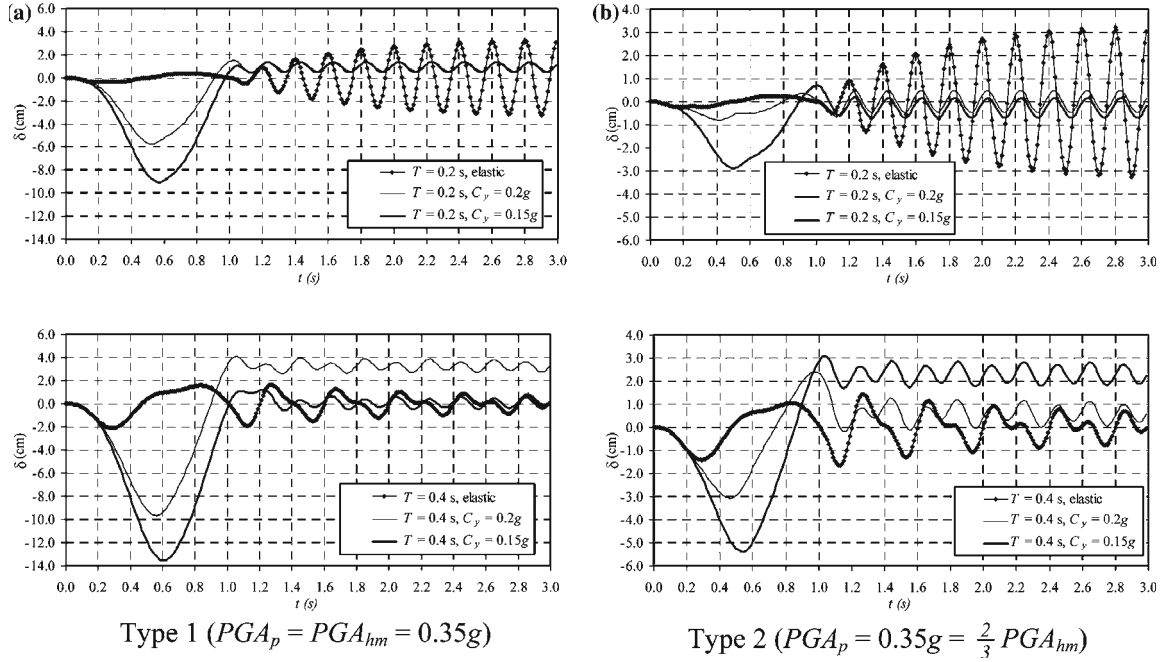 (a)
6.0
4.0
2.0
0.0
-2.0
-4.0
-6.0
-8.0
-10.0
-12.0
-14.0
δ (cm)
T = 0.2 s, elastic
T = 0.2 s, C_y = 0.2g
T = 0.2 s, C_y = 0.15g
0.0 0.2 0.4 0.6 0.8 1.0 1.2 1.4 1.6 1.8 2.0 2.2 2.4 2.6 2.8 3.0
t (s)
(b)
4.0
3.0
2.0
1.0
0.0
-1.0
-2.0
-3.0
-4.0
-5.0
-6.0
δ (cm)
T = 0.2 s, elastic
T = 0.2 s, C_y = 0.2g
T = 0.2 s, C_y = 0.15g
0.0 0.2 0.4 0.6 0.8 1.0 1.2 1.4 1.6 1.8 2.0 2.2 2.4 2.6 2.8 3.0
t (s)
6.0
4.0
2.0
0.0
-2.0
-4.0
-6.0
-8.0
-10.0
-12.0
-14.0
δ (cm)
T = 0.4 s, elastic
T = 0.4 s, C_y = 0.2g
T = 0.4 s, C_y = 0.15g
0.0 0.2 0.4 0.6 0.8 1.0 1.2 1.4 1.6 1.8 2.0 2.2 2.4 2.6 2.8 3.0
t (s)
Type 1 (PGA_p = PGA_hm = 0.35g)
4.0
3.0
2.0
1.0
0.0
-1.0
-2.0
-3.0
-4.0
-5.0
-6.0
δ (cm)
T = 0.4 s, elastic
T = 0.4 s, C_y = 0.2g
T = 0.4 s, C_y = 0.15g
0.0 0.2 0.4 0.6 0.8 1.0 1.2 1.4 1.6 1.8 2.0 2.2 2.4 2.6 2.8 3.0
t (s)
Type 2 (PGA_p = 0.35g = 2/3 PGA_hm)